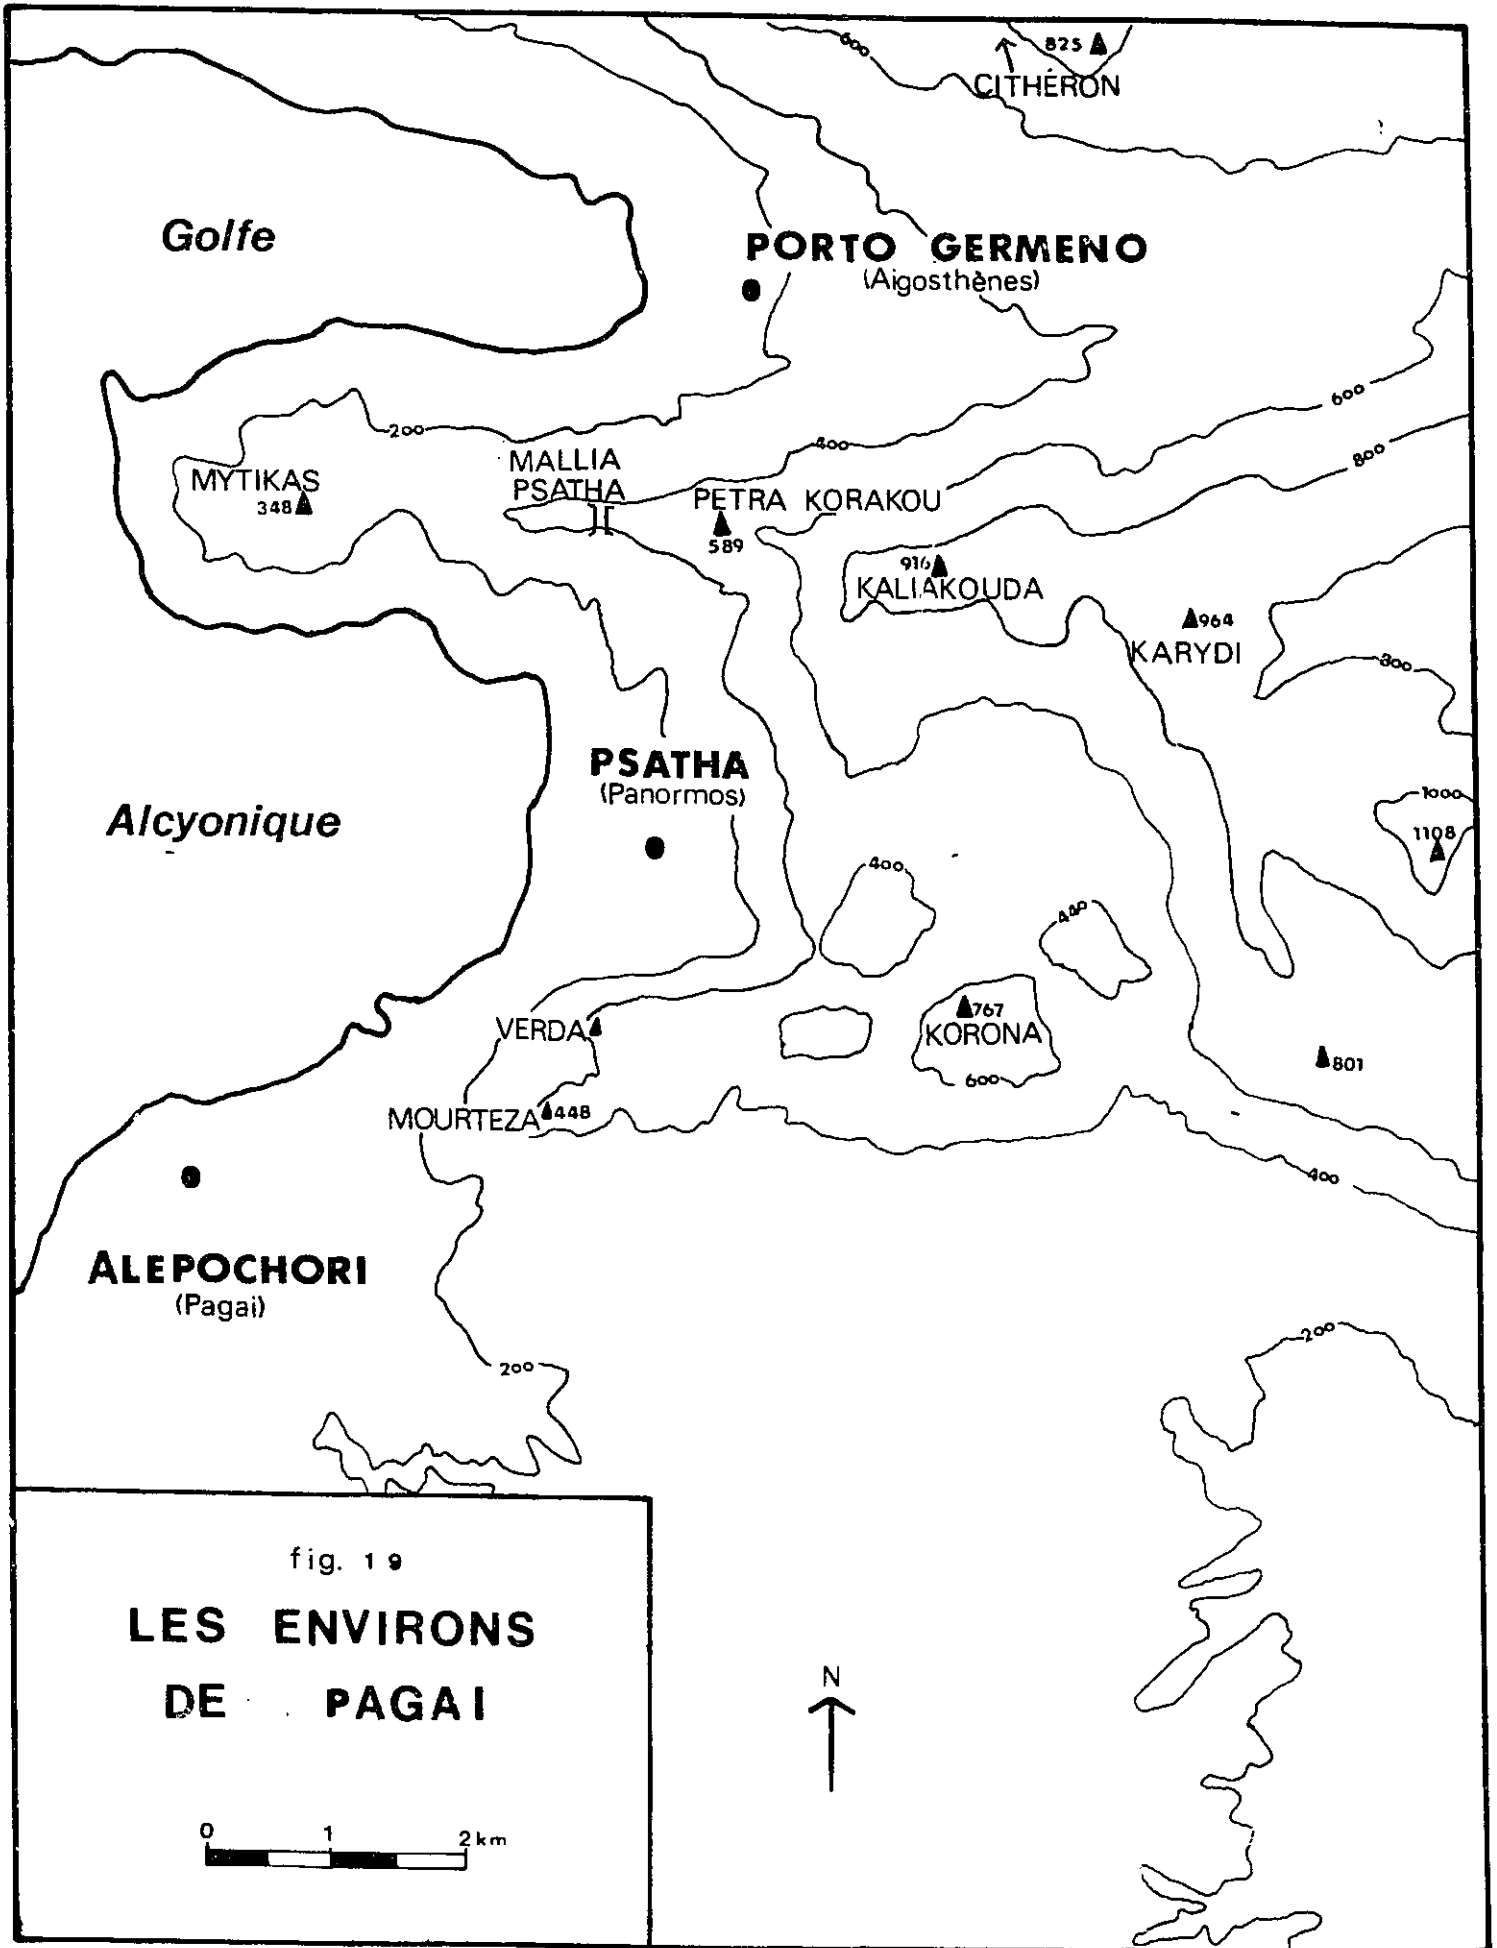 600
825
CITHÉRON
Golfe
PORTO GERMENO
(Aigosthènes)
600
200
400
800
MALLIA
PSATHA
MYTIKAS
348
PETRA KORAKOU
589
916
KALIAKOUDA
964
KARYDI
800
PSATHA
(Panormos)
Alcyonique
1000
1108
400
440
767
KORONA
600
VERDA
801
MOURTEZA 448
400
ALEPOCHORI
(Pagai)
200
200
fig. 19
LES ENVIRONS
DE PAGAI
N
0 1 2 km